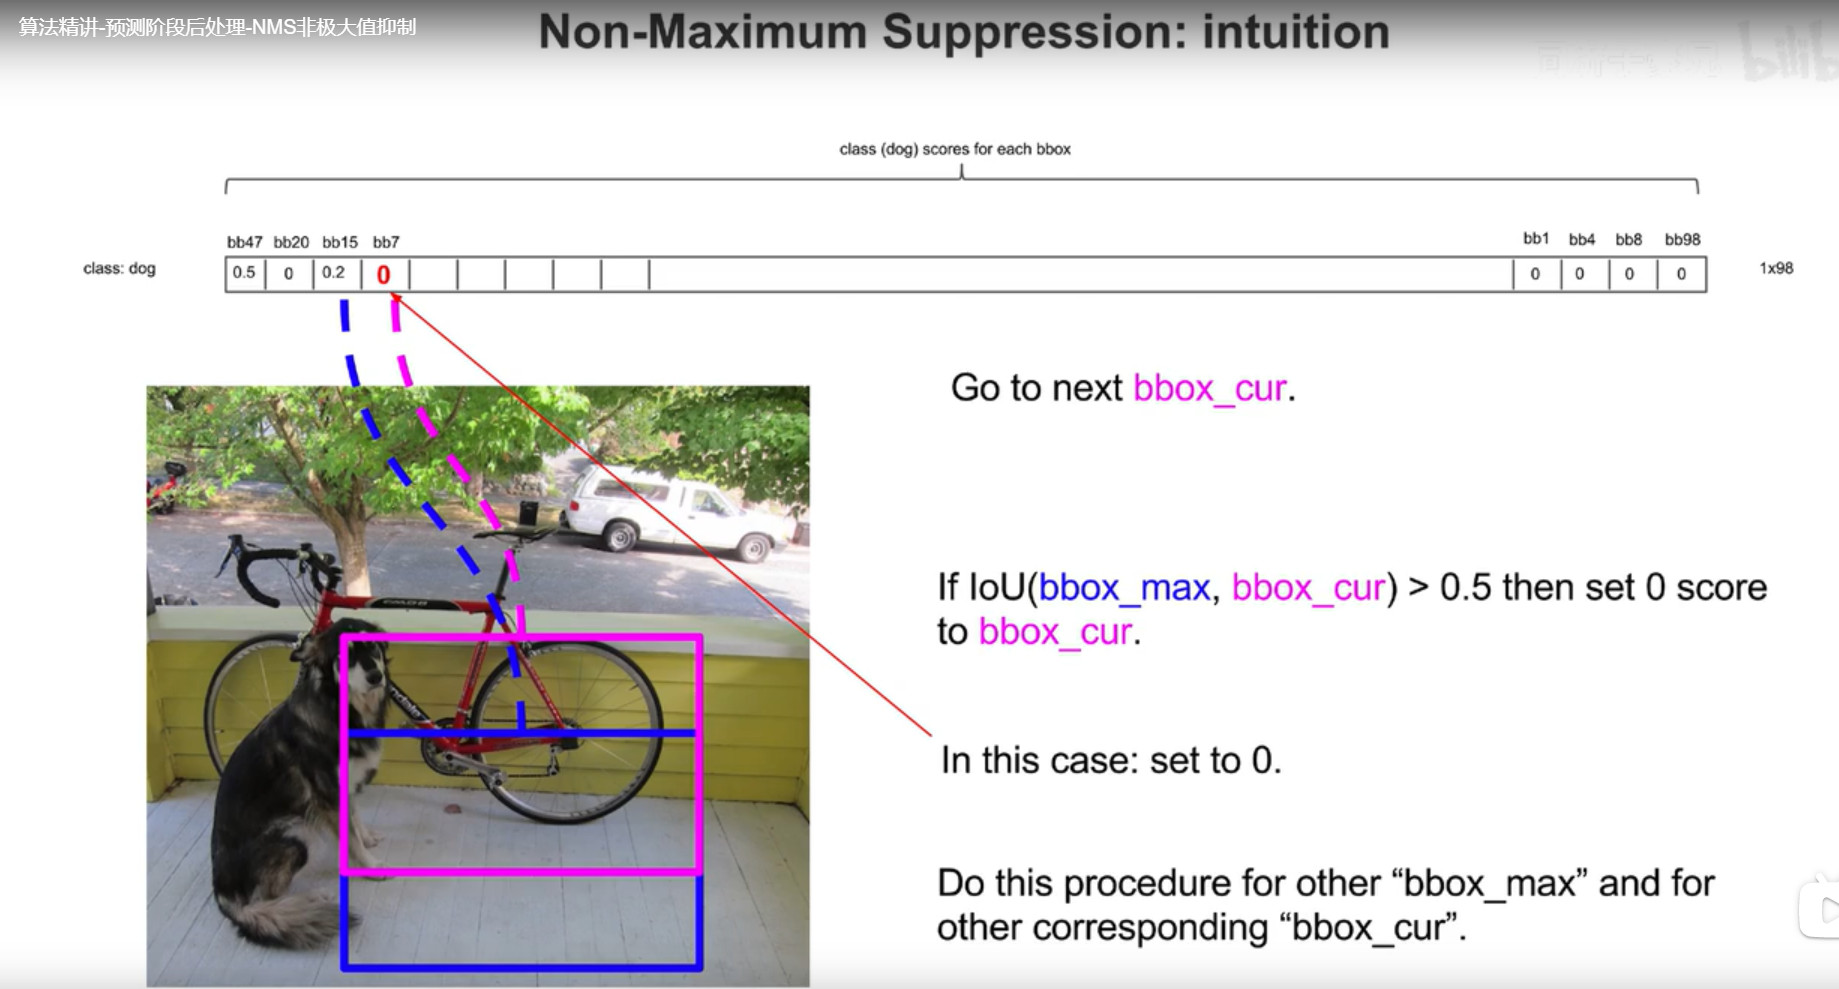 算法精讲-预测阶段后处理-NMS非极大值抑制
Non-Maximum Suppression: intuition
class (dog) scores for each bbox
bb47 bb20 bb15 bb7 bb1 bb4 bb8 bb98
class: dog 0.5 0 0.2 0 0 0 0 0 1x98
Go to next bbox_cur.
If IoU(bbox_max, bbox_cur) > 0.5 then set 0 score
to bbox_cur.
In this case: set to 0.
Do this procedure for other “bbox_max” and for
other corresponding “bbox_cur”.